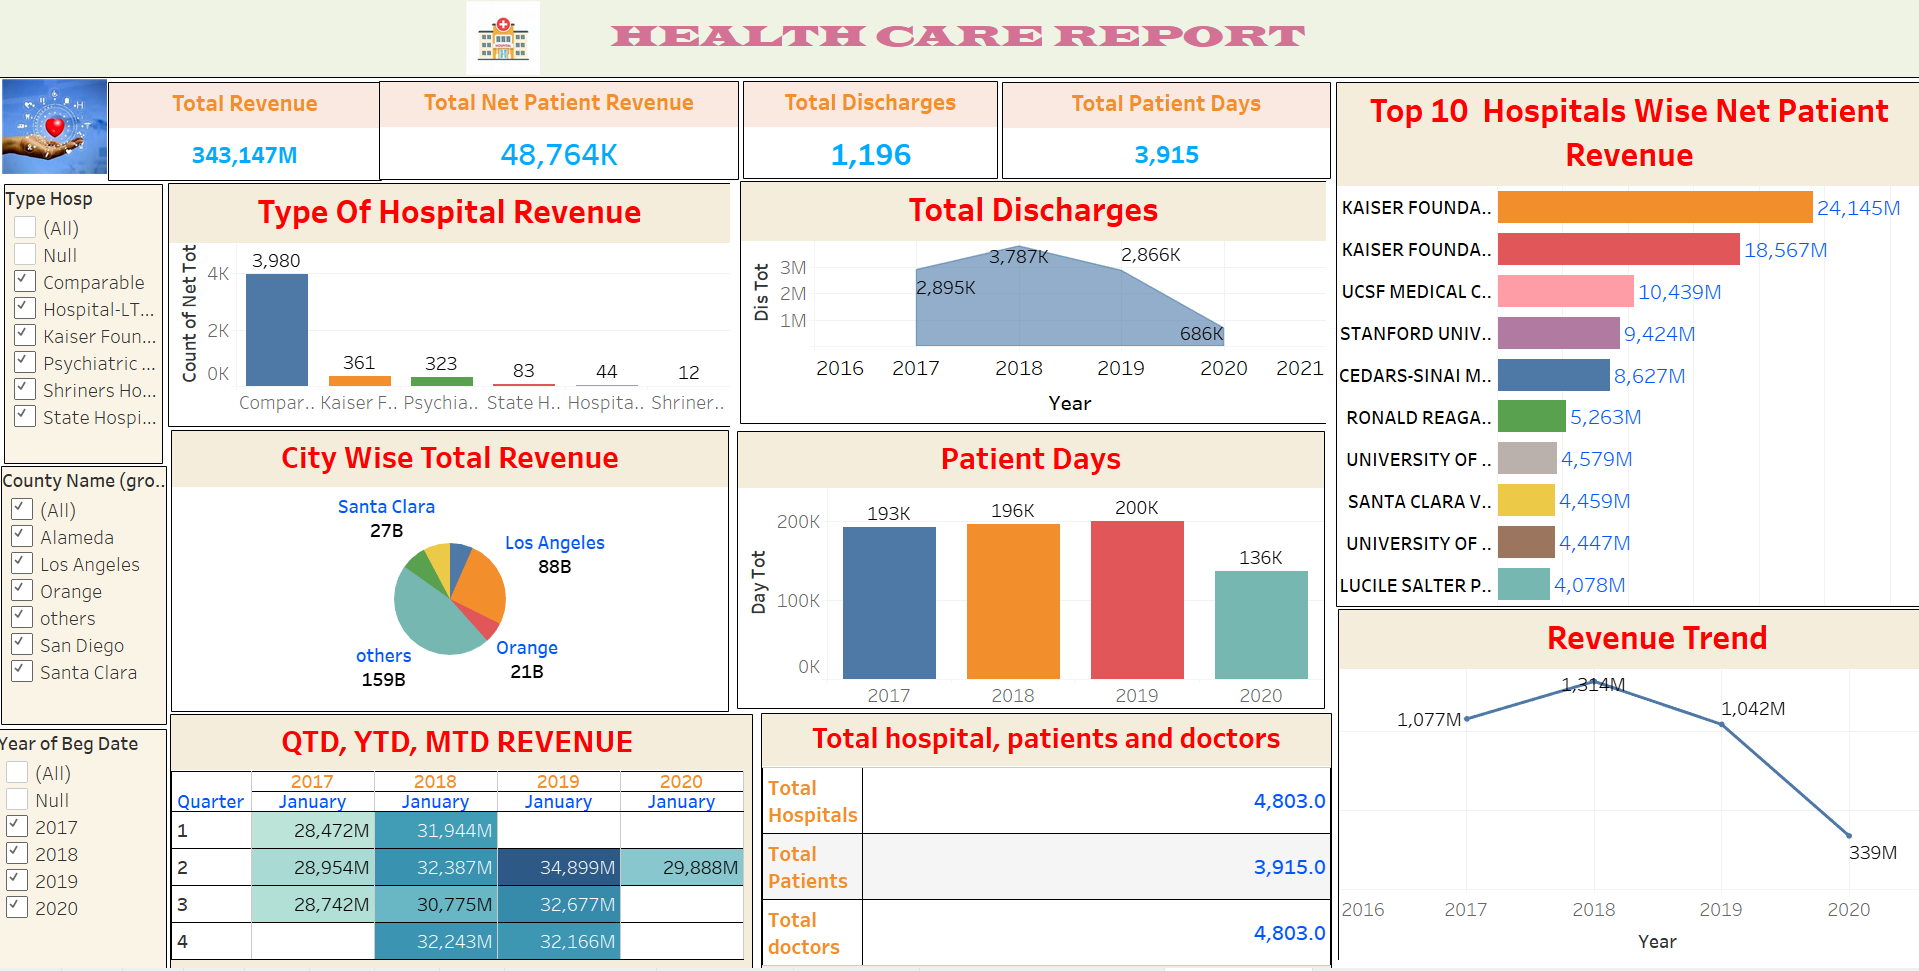 HEALTH CARE REPORT
Total Revenue
343,147M
Total Net Patient Revenue
48,764K
Total Discharges
1,196
Total Patient Days
3,915
Type Hosp
(All)
Null
Comparable
Hospital-LT...
Kaiser Foun...
Psychiatric ...
Shriners Ho...
State Hospi...
County Name (gro..
(All)
Alameda
Los Angeles
Orange
others
San Diego
Santa Clara
Year of Beg Date
(All)
Null
2017
2018
2019
2020
Type Of Hospital Revenue
Count of Net Tot
4K
2K
0K
3,980
361
323
83
44
12
Compar.. Kaiser F.. Psychia.. State H.. Hospita.. Shriner..
Total Discharges
Dis Tot
3M
2M
1M
2,895K
3,787K
2,866K
686K
2016 2017 2018 2019 2020 2021
Year
City Wise Total Revenue
Santa Clara
27B
Los Angeles
88B
Orange
21B
others
159B
Patient Days
Day Tot
200K
100K
0K
193K
196K
200K
136K
2017 2018 2019 2020
QTD, YTD, MTD REVENUE
2017 2018 2019 2020
Quarter January January January January
1 28,472M 31,944M
2 28,954M 32,387M 34,899M 29,888M
3 28,742M 30,775M 32,677M
4 32,243M 32,166M
Total hospital, patients and doctors
Total
Hospitals
4,803.0
Total
Patients
3,915.0
Total
doctors
4,803.0
Top 10 Hospitals Wise Net Patient
Revenue
KAISER FOUNDA.. 24,145M
KAISER FOUNDA.. 18,567M
UCSF MEDICAL C.. 10,439M
STANFORD UNIV.. 9,424M
CEDARS-SINAI M.. 8,627M
RONALD REAGA.. 5,263M
UNIVERSITY OF .. 4,579M
SANTA CLARA V.. 4,459M
UNIVERSITY OF .. 4,447M
LUCILE SALTER P.. 4,078M
Revenue Trend
1,077M
1,314M
1,042M
339M
2016 2017 2018 2019 2020
Year